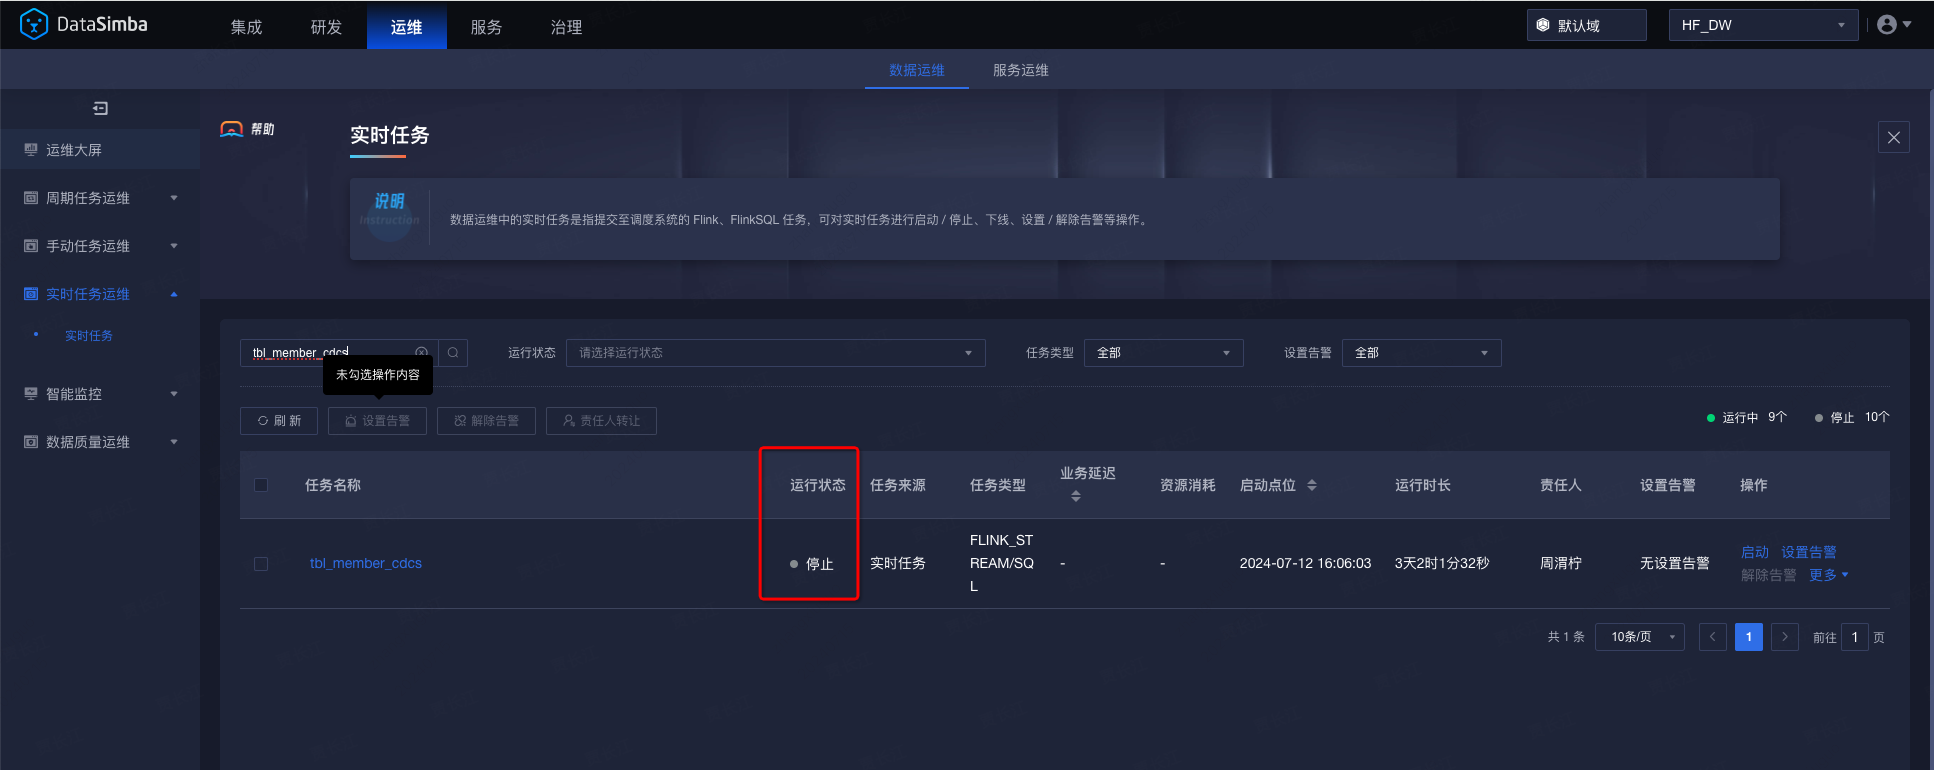 DataSimba
集成
研发
运维
服务
治理
默认域
HF_DW
数据运维
服务运维
运维大屏
周期任务运维
手动任务运维
实时任务运维
实时任务
智能监控
数据质量运维
帮助
实时任务
说明
Instruction
数据运维中的实时任务是指提交至调度系统的 Flink、FlinkSQL 任务，可对实时任务进行启动 / 停止、下线、设置 / 解除告警等操作。
tbl_member_cdcs
运行状态
请选择运行状态
任务类型
全部
设置告警
全部
未勾选操作内容
刷 新
设置告警
解除告警
责任人转让
运行中 9个
停止 10个
任务名称
运行状态
任务来源
任务类型
业务延迟
资源消耗
启动点位
运行时长
责任人
设置告警
操作
tbl_member_cdcs
停止
实时任务
FLINK_ST
REAM/SQ
L
-
-
2024-07-12 16:06:03
3天2时1分32秒
周渭柠
无设置告警
启动 设置告警
解除告警 更多
共 1 条
10条/页
1
前往 1 页